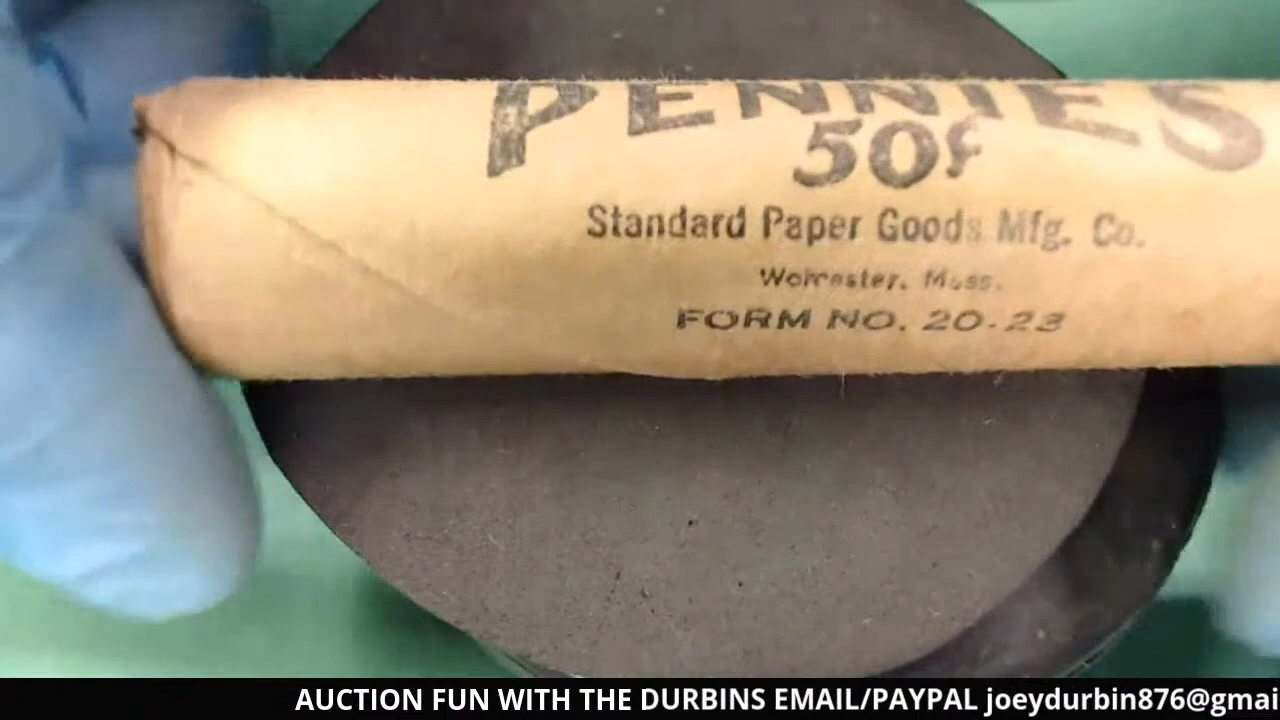 PENNIES
50¢
Standard Paper Goods Mfg. Co.
Worcester, Mass.
FORM NO. 20-23
AUCTION FUN WITH THE DURBINS EMAIL/PAYPAL joeydurbin876@gmai